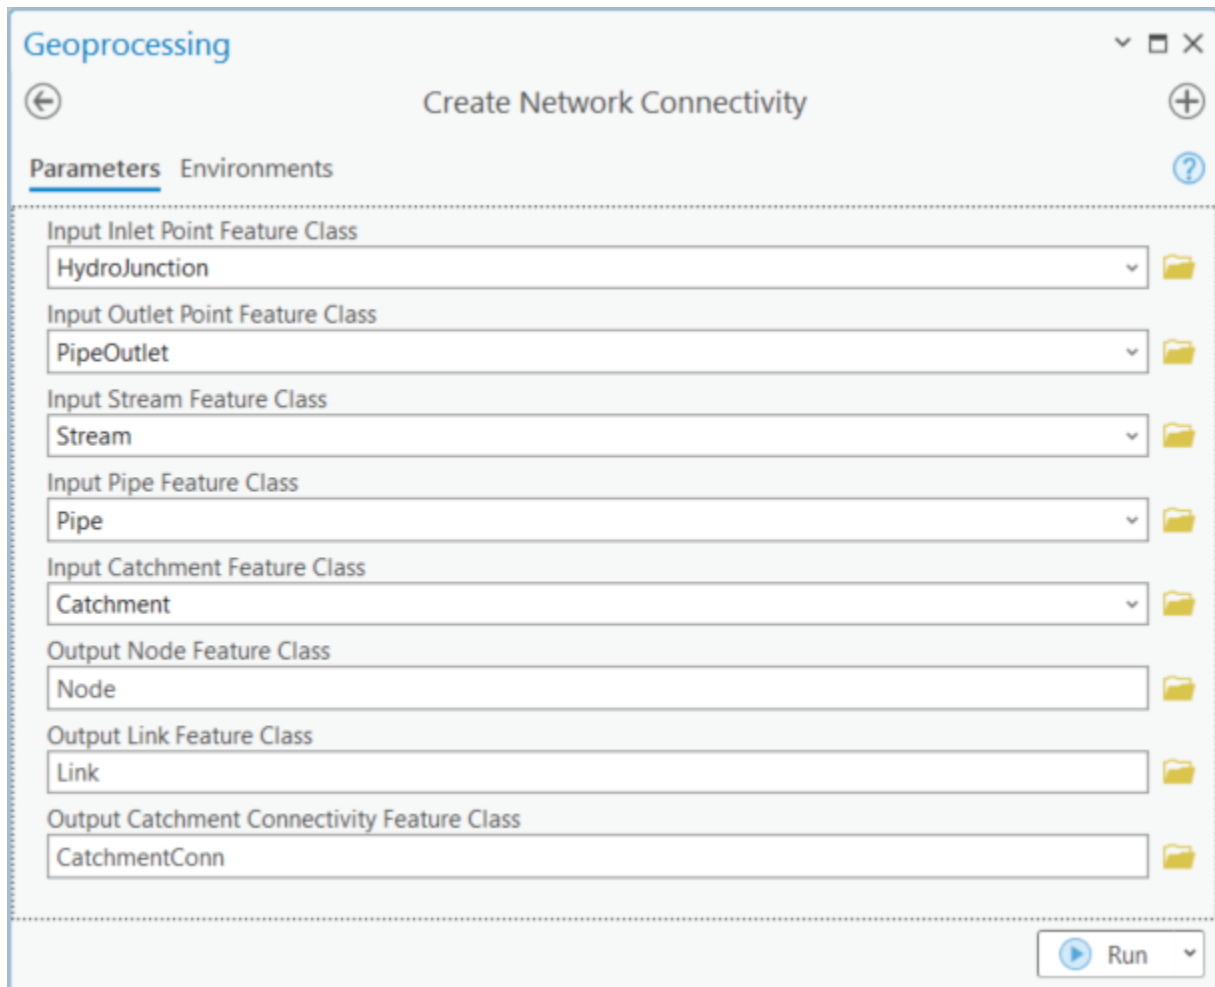 Geoprocessing
Create Network Connectivity
Parameters Environments
Input Inlet Point Feature Class
HydroJunction
Input Outlet Point Feature Class
PipeOutlet
Input Stream Feature Class
Stream
Input Pipe Feature Class
Pipe
Input Catchment Feature Class
Catchment
Output Node Feature Class
Node
Output Link Feature Class
Link
Output Catchment Connectivity Feature Class
CatchmentConn
Run